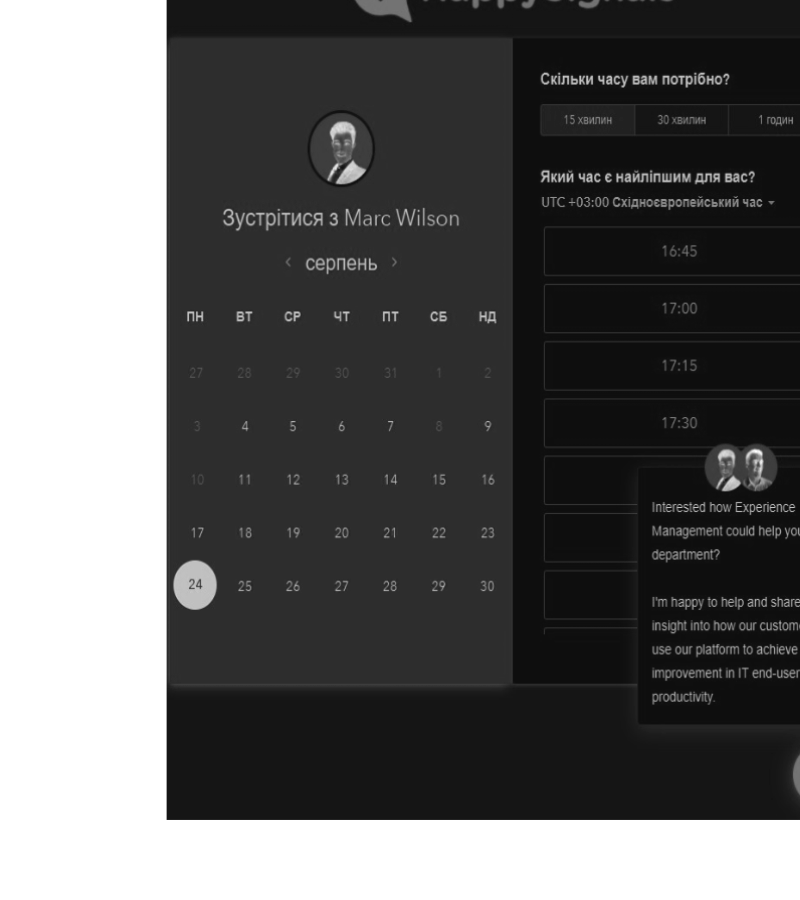 HappySignals
Зустрітися з Marc Wilson
‹ серпень ›
ПН ВТ СР ЧТ ПТ СБ НД
27 28 29 30 31 1 2
3 4 5 6 7 8 9
10 11 12 13 14 15 16
17 18 19 20 21 22 23
24 25 26 27 28 29 30
Скільки часу вам потрібно?
15 хвилин 30 хвилин 1 годин
Який час є найліпшим для вас?
UTC +03:00 Східноєвропейський час
16:45
17:00
17:15
17:30
Interested how Experience
Management could help you
department?
I'm happy to help and share
insight into how our custome
use our platform to achieve
improvement in IT end-user
productivity.